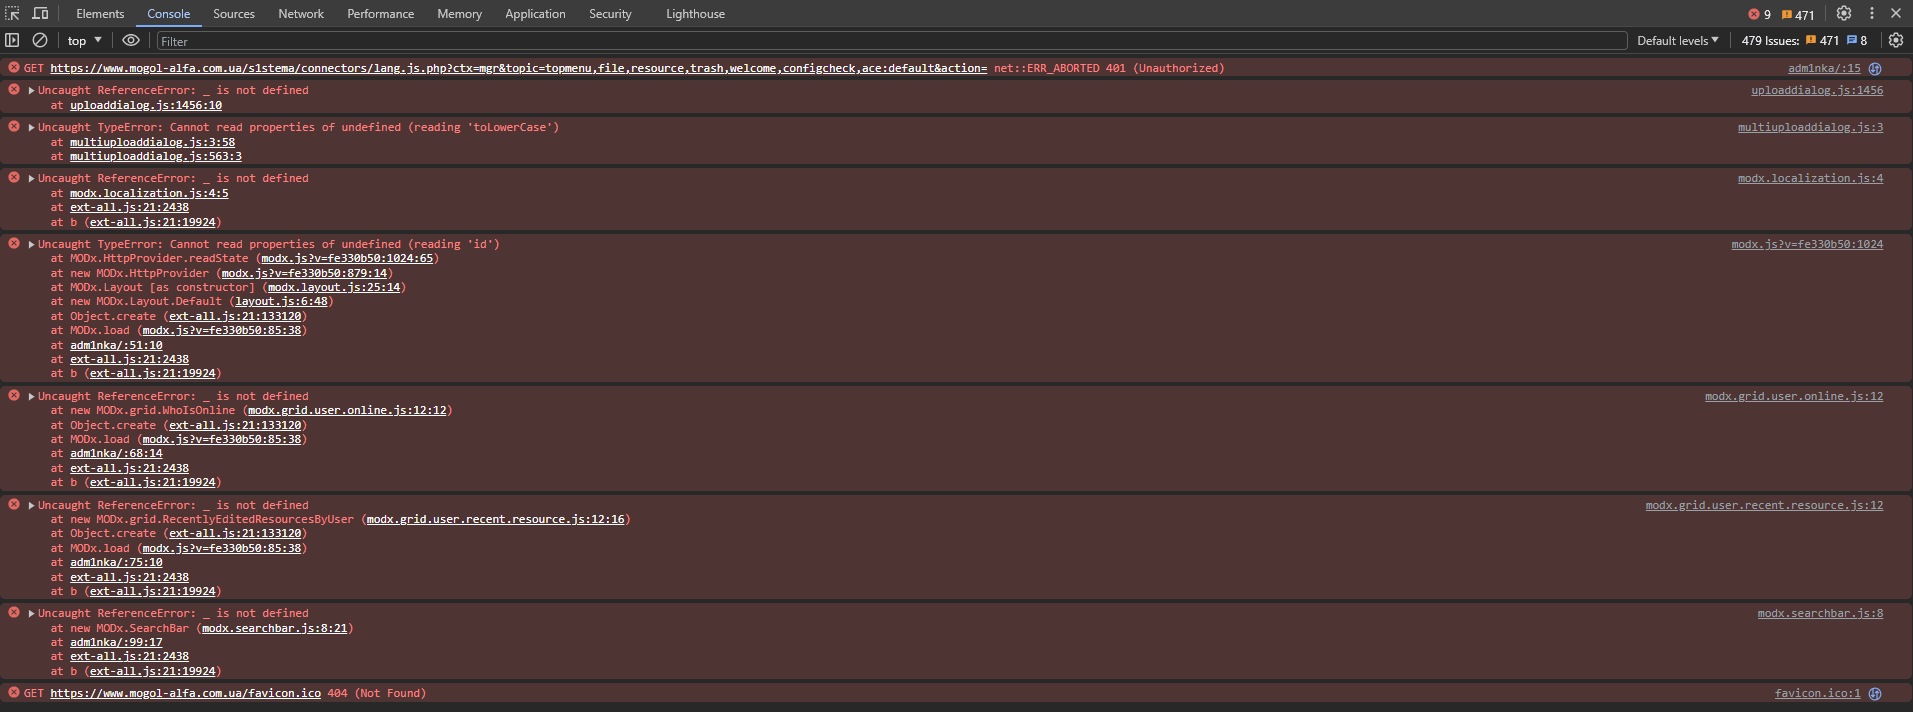 Elements Console Sources Network Performance Memory Application Security Lighthouse 9 471
top Filter Default levels 479 Issues: 471 8
GET https://www.mogol-alfa.com.ua/s1stema/connectors/lang.js.php?ctx=mgr&topic=topmenu,file,resource,trash,welcome,configcheck,ace:default&action= net::ERR_ABORTED 401 (Unauthorized) adm1nka/:15
Uncaught ReferenceError: _ is not defined uploaddialog.js:1456
at uploaddialog.js:1456:10
Uncaught TypeError: Cannot read properties of undefined (reading 'toLowerCase') multiuploaddialog.js:3
at multiuploaddialog.js:3:58
at multiuploaddialog.js:563:3
Uncaught ReferenceError: _ is not defined modx.localization.js:4
at modx.localization.js:4:5
at ext-all.js:21:2438
at b (ext-all.js:21:19924)
Uncaught TypeError: Cannot read properties of undefined (reading 'id') modx.js?v=fe330b50:1024
at MODx.HttpProvider.readState (modx.js?v=fe330b50:1024:65)
at new MODx.HttpProvider (modx.js?v=fe330b50:879:14)
at MODx.Layout [as constructor] (modx.layout.js:25:14)
at new MODx.Layout.Default (layout.js:6:48)
at Object.create (ext-all.js:21:133120)
at MODx.load (modx.js?v=fe330b50:85:38)
at adm1nka/:51:10
at ext-all.js:21:2438
at b (ext-all.js:21:19924)
Uncaught ReferenceError: _ is not defined modx.grid.user.online.js:12
at new MODx.grid.WhoIsOnline (modx.grid.user.online.js:12:12)
at Object.create (ext-all.js:21:133120)
at MODx.load (modx.js?v=fe330b50:85:38)
at adm1nka/:68:14
at ext-all.js:21:2438
at b (ext-all.js:21:19924)
Uncaught ReferenceError: _ is not defined modx.grid.user.recent.resource.js:12
at new MODx.grid.RecentlyEditedResourcesByUser (modx.grid.user.recent.resource.js:12:16)
at Object.create (ext-all.js:21:133120)
at MODx.load (modx.js?v=fe330b50:85:38)
at adm1nka/:75:10
at ext-all.js:21:2438
at b (ext-all.js:21:19924)
Uncaught ReferenceError: _ is not defined modx.searchbar.js:8
at new MODx.SearchBar (modx.searchbar.js:8:21)
at adm1nka/:99:17
at ext-all.js:21:2438
at b (ext-all.js:21:19924)
GET https://www.mogol-alfa.com.ua/favicon.ico 404 (Not Found) favicon.ico:1